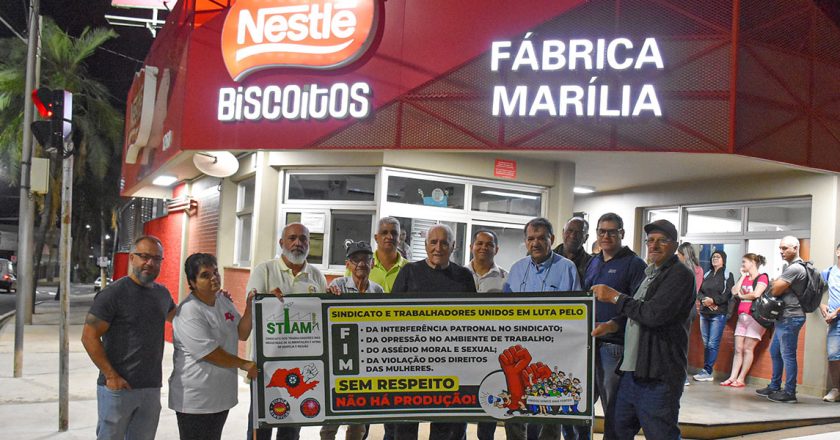 Nestlé
BiSCOitOS
FÁBRICA
MARÍLIA
SINDICATO E TRABALHADORES UNIDOS EM LUTA PELO
STIAM
FIM
- DA INTERFERÊNCIA PATRONAL NO SINDICATO;
- DA OPRESSÃO NO AMBIENTE DE TRABALHO;
- DO ASSÉDIO MORAL E SEXUAL;
- DA VIOLAÇÃO DOS DIREITOS
DAS MULHERES.
SEM RESPEITO
NÃO HÁ PRODUÇÃO!